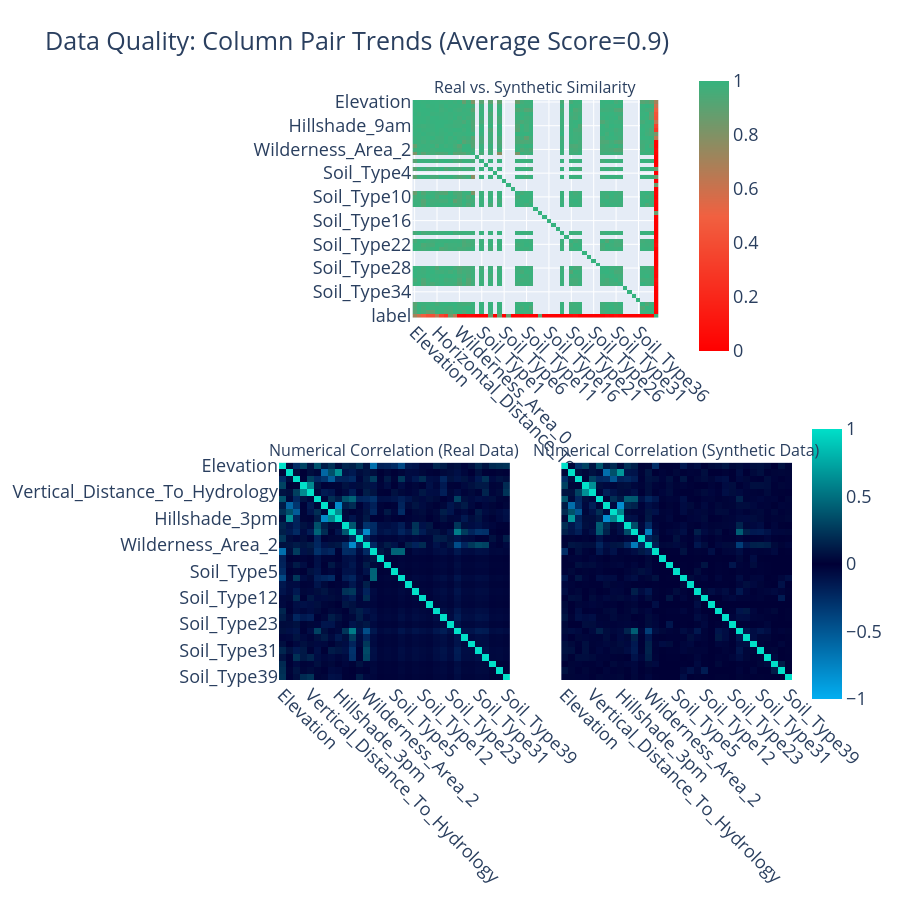 Data Quality: Column Pair Trends (Average Score=0.9)
Real vs. Synthetic Similarity
Elevation
Hillshade_9am
Wilderness_Area_2
Soil_Type4
Soil_Type10
Soil_Type16
Soil_Type22
Soil_Type28
Soil_Type34
label
1
0.8
0.6
0.4
0.2
0
Elevation
Horizontal_Distance_To
Wilderness_Area_0
Soil_Type1
Soil_Type6
Soil_Type11
Soil_Type16
Soil_Type21
Soil_Type26
Soil_Type31
Soil_Type36
Numerical Correlation (Real Data)
Numerical Correlation (Synthetic Data)
Elevation
Vertical_Distance_To_Hydrology
Hillshade_3pm
Wilderness_Area_2
Soil_Type5
Soil_Type12
Soil_Type23
Soil_Type31
Soil_Type39
1
0.5
0
−0.5
−1
Elevation
Vertical_Distance_To_Hydrology
Hillshade_3pm
Wilderness_Area_2
Soil_Type5
Soil_Type12
Soil_Type23
Soil_Type31
Soil_Type39
Elevation
Vertical_Distance_To_Hydrology
Hillshade_3pm
Wilderness_Area_2
Soil_Type5
Soil_Type12
Soil_Type23
Soil_Type31
Soil_Type39